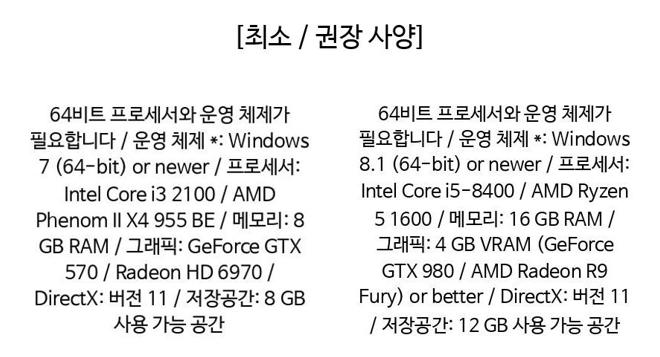 [최소 / 권장 사양]
64비트 프로세서와 운영 체제가
필요합니다 / 운영 체제 *: Windows
7 (64-bit) or newer / 프로세서:
Intel Core i3 2100 / AMD
Phenom II X4 955 BE / 메모리: 8
GB RAM / 그래픽: GeForce GTX
570 / Radeon HD 6970 /
DirectX: 버전 11 / 저장공간: 8 GB
사용 가능 공간
64비트 프로세서와 운영 체제가
필요합니다 / 운영 체제 *: Windows
8.1 (64-bit) or newer / 프로세서:
Intel Core i5-8400 / AMD Ryzen
5 1600 / 메모리: 16 GB RAM /
그래픽: 4 GB VRAM (GeForce
GTX 980 / AMD Radeon R9
Fury) or better / DirectX: 버전 11
/ 저장공간: 12 GB 사용 가능 공간